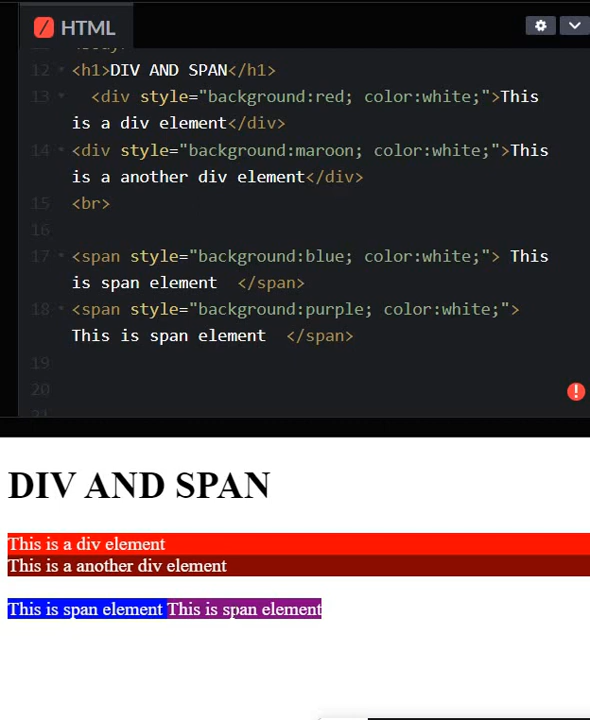 HTML
12 <h1>DIV AND SPAN</h1>
13 <div style="background:red; color:white;">This
is a div element</div>
14 <div style="background:maroon; color:white;">This
is a another div element</div>
15 <br>
16
17 <span style="background:blue; color:white;"> This
is span element </span>
18 <span style="background:purple; color:white;">
This is span element </span>
19
20
21
DIV AND SPAN
This is a div element
This is a another div element
This is span element This is span element